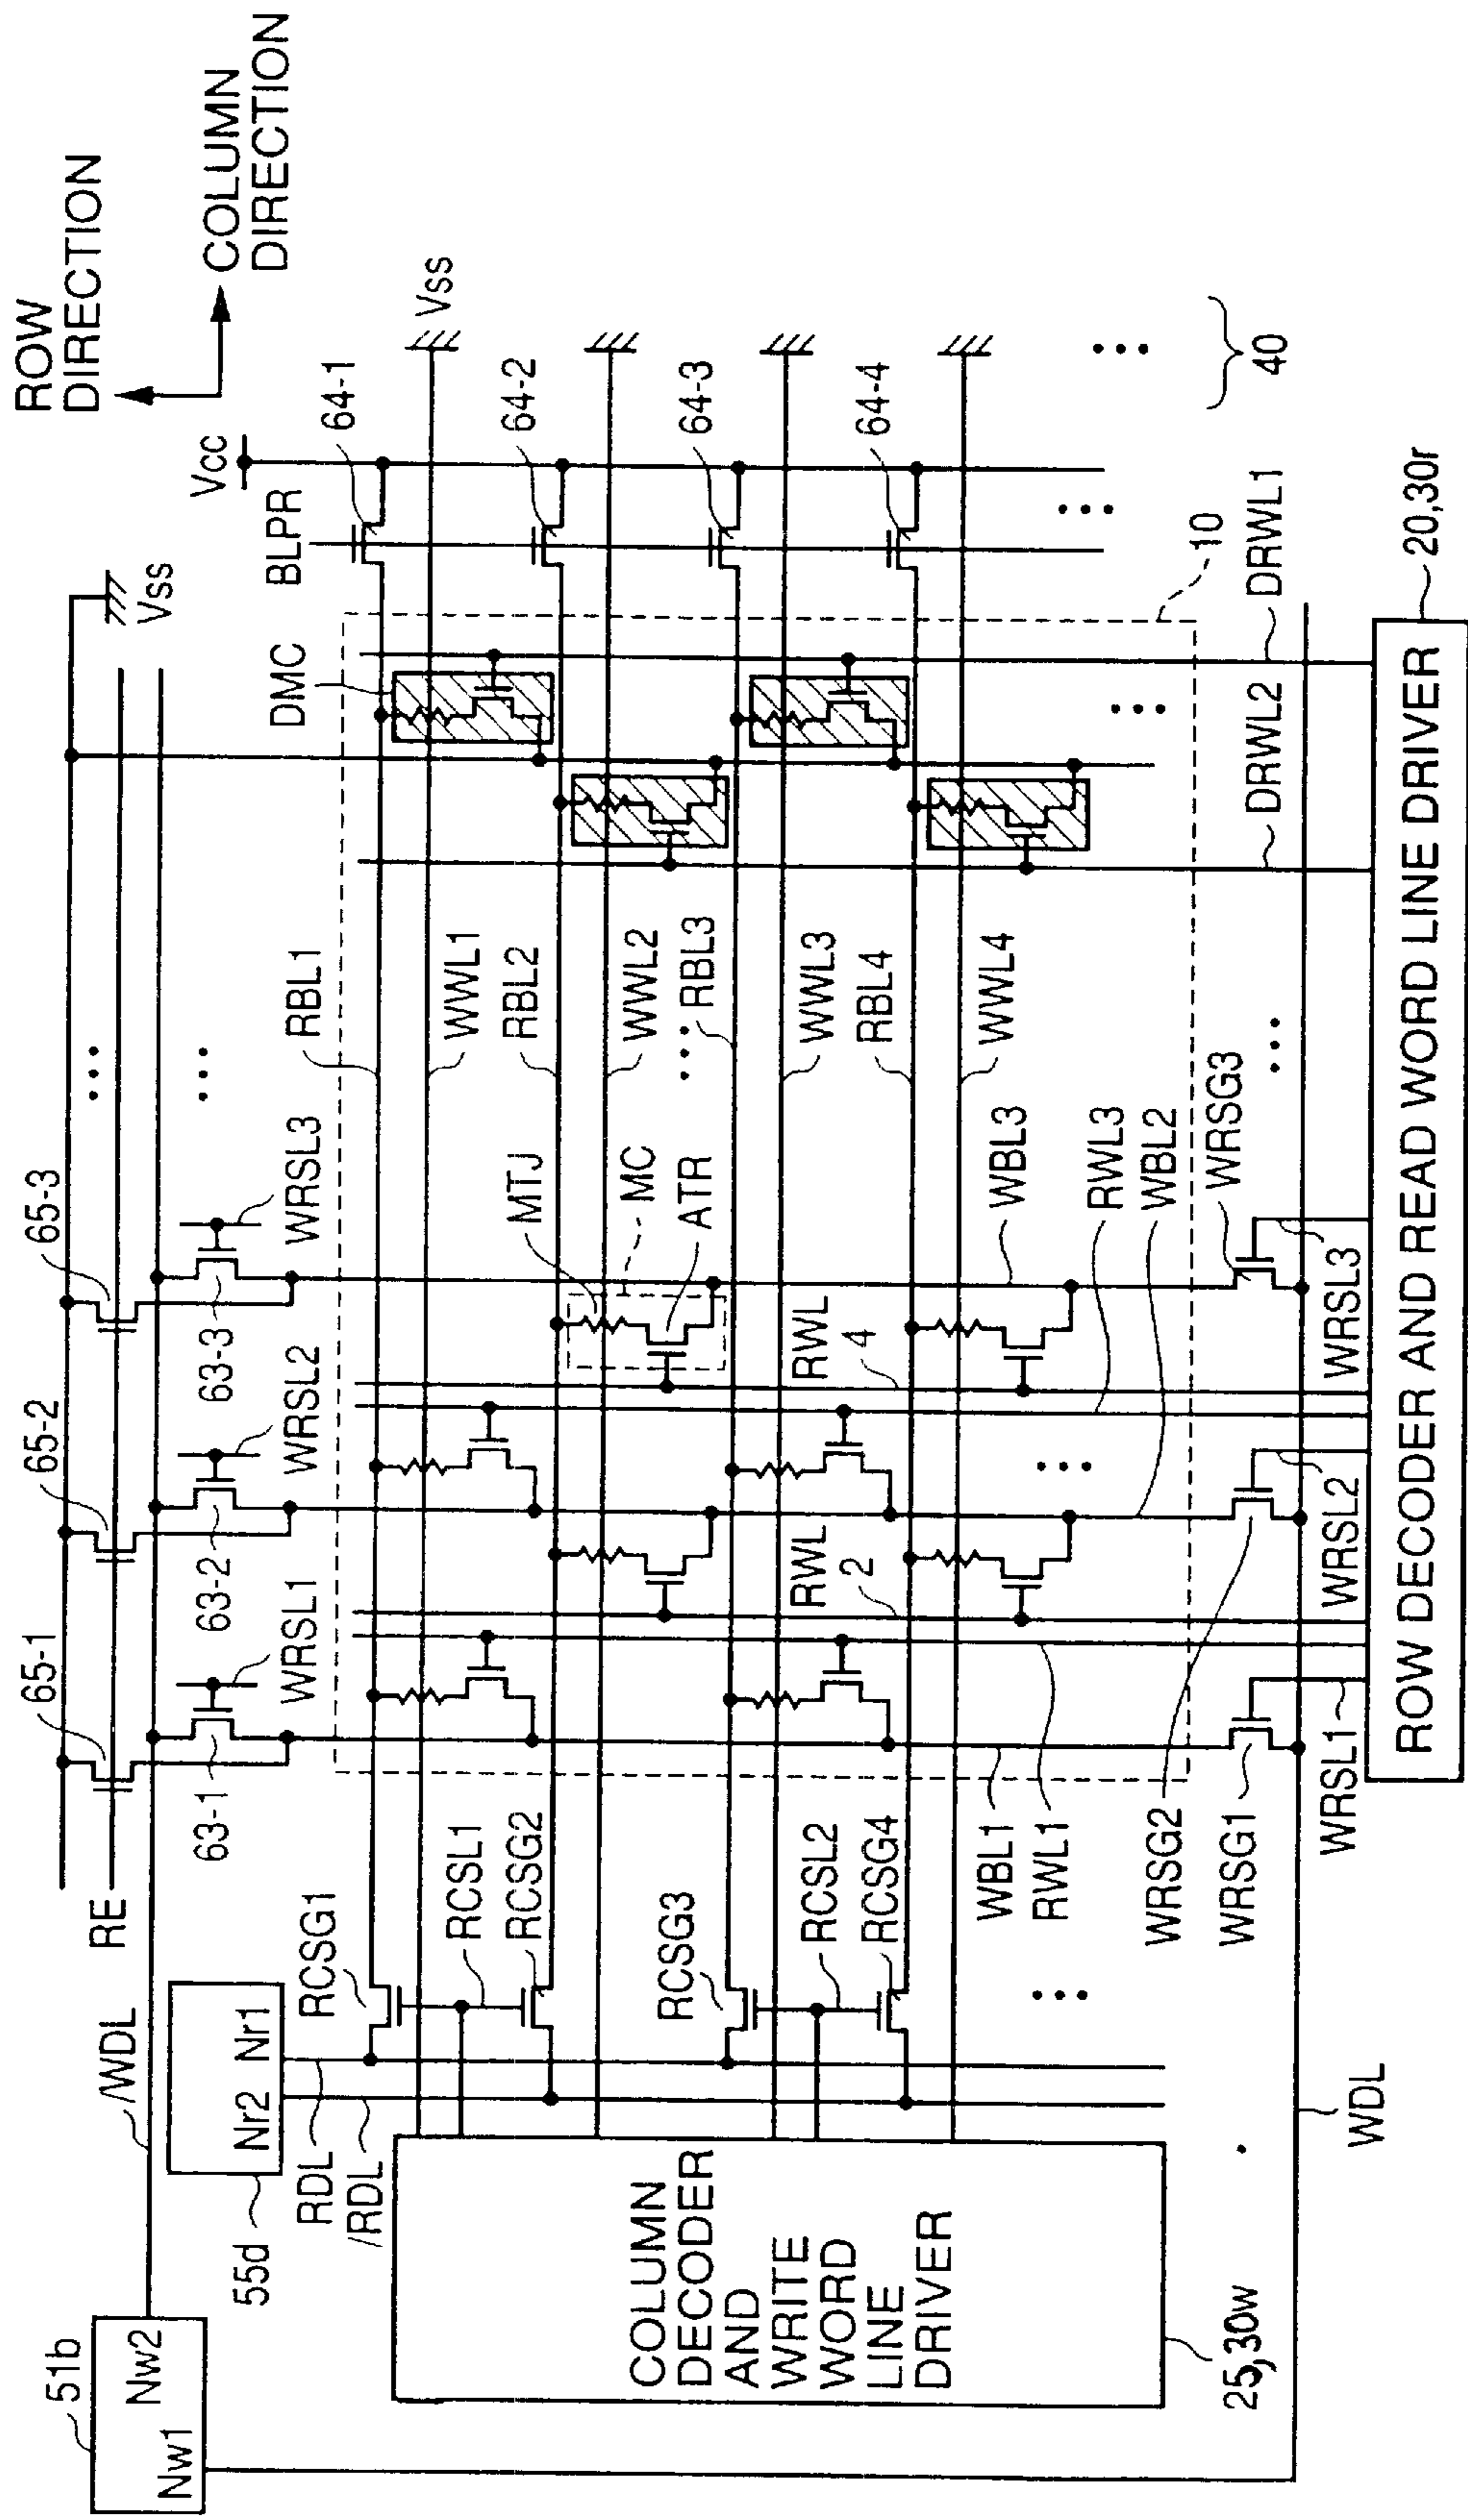 ROW
DIRECTION
COLUMN
DIRECTION
51b
Nw2
Nw1
/WDL
55d
Nr2
Nr1
RDL
/RDL
RE
65-1
65-2
65-3
63-1
63-2
63-3
WRSL1
WRSL2
WRSL3
...
...
Vss
Vcc
BLPR
64-1
64-2
64-3
64-4
Vss
DMC
RBL1
WWL1
RBL2
WWL2
... RBL3
WWL3
RBL4
WWL4
MTJ
MC
ATR
RWL
4
RWL
2
WBL3
RWL3
WBL2
WRSG3
RCSG1
RCSL1
RCSG2
RCSG3
RCSL2
RCSG4
WBL1
RWL1
WRSG2
WRSG1
WRSL1
WRSL2
WRSL3
...
...
...
...
...
...
40
10
DRWL1
DRWL2
20,30r
COLUMN
DECODER
AND
WRITE
WORD
LINE
DRIVER
25,30w
WDL
ROW DECODER AND READ WORD LINE DRIVER